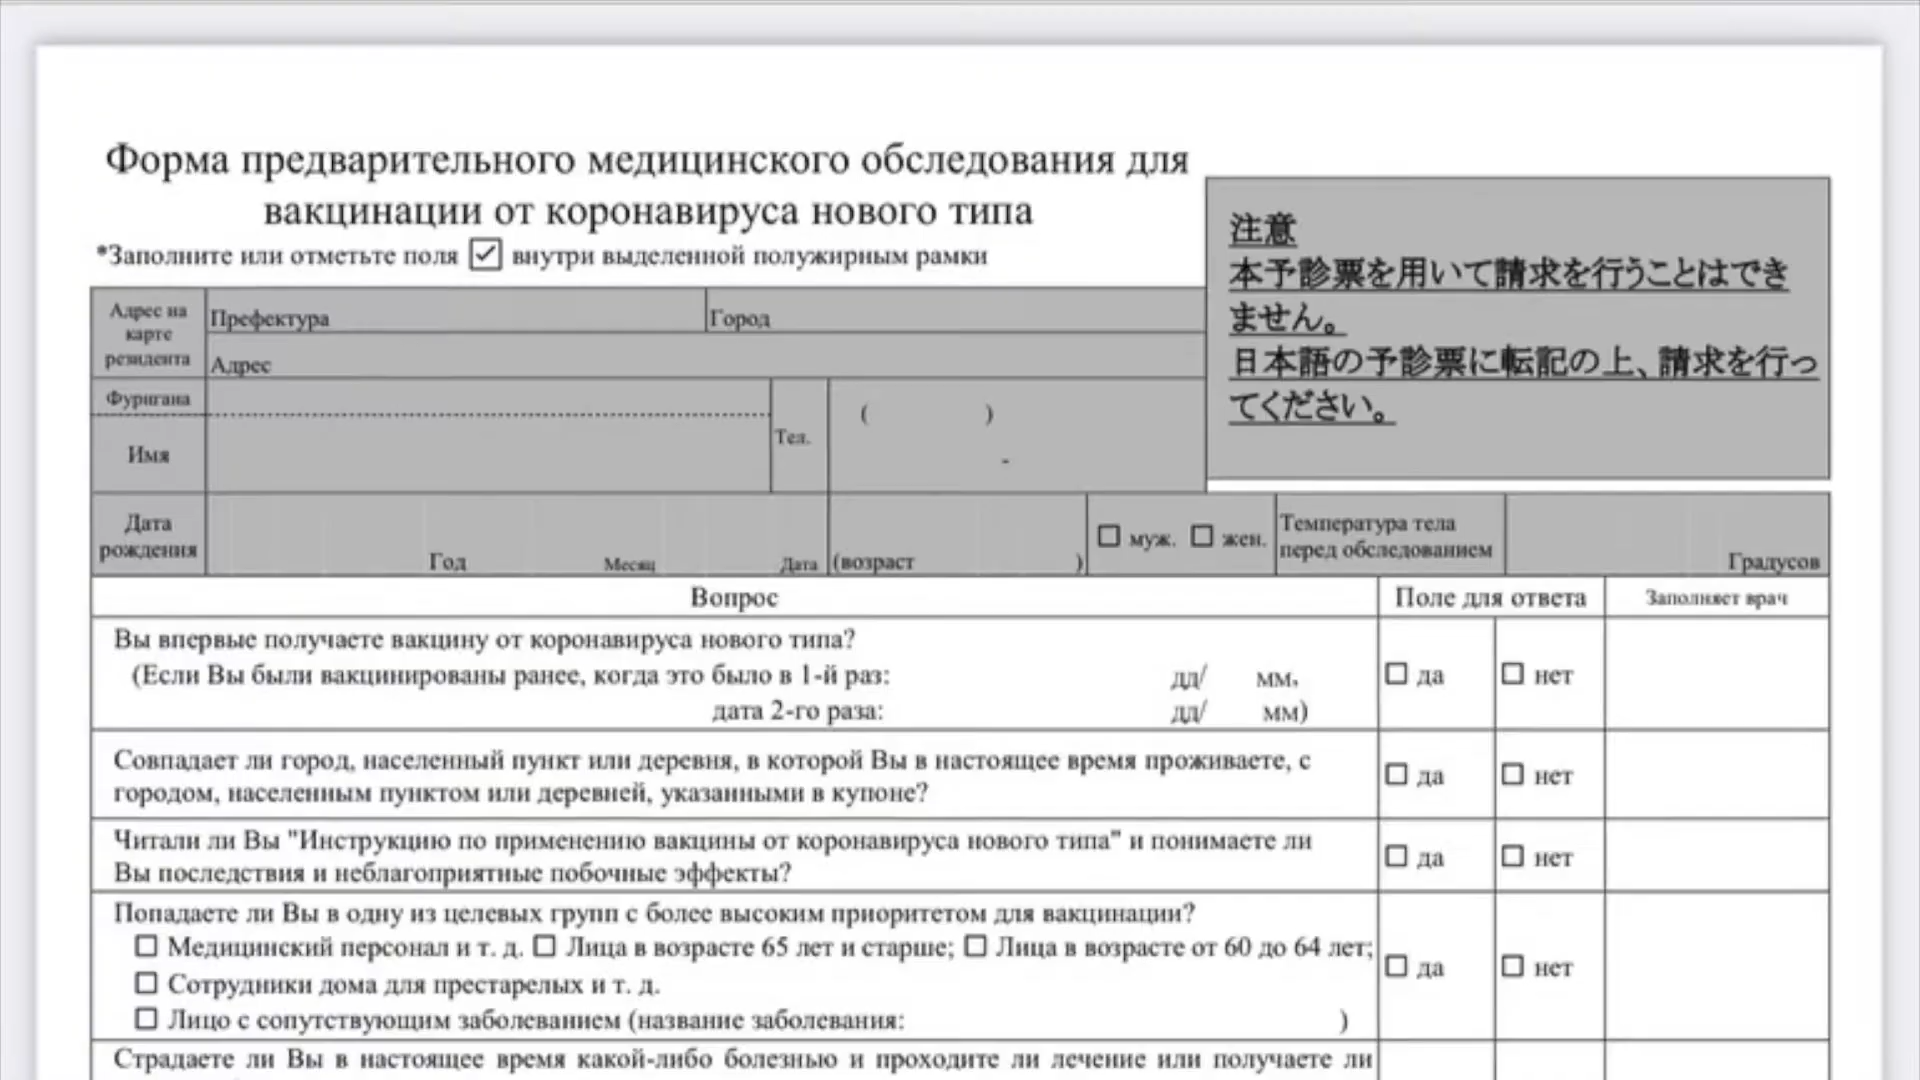 Форма предварительного медицинского обследования для
вакцинации от коронавируса нового типа
*Заполните или отметьте поля ☑ внутри выделенной полужирным рамки
注意
本予診票を用いて請求を行うことはでき
ません。
日本語の予診票に転記の上、請求を行っ
てください。
Адрес на
карте
резидента
Префектура
Город
Адрес
Фуригана
Имя
Тел.
( )
-
Дата
рождения
Год Месяц Дата
(возраст )
☐ муж. ☐ жен.
Температура тела
перед обследованием
Градусов
Вопрос
Поле для ответа
Заполняет врач
Вы впервые получаете вакцину от коронавируса нового типа?
(Если Вы были вакцинированы ранее, когда это было в 1-й раз: дд/ мм,
дата 2-го раза: дд/ мм)
☐ да ☐ нет
Совпадает ли город, населенный пункт или деревня, в которой Вы в настоящее время проживаете, с
городом, населенным пунктом или деревней, указанными в купоне?
☐ да ☐ нет
Читали ли Вы "Инструкцию по применению вакцины от коронавируса нового типа" и понимаете ли
Вы последствия и неблагоприятные побочные эффекты?
☐ да ☐ нет
Попадаете ли Вы в одну из целевых групп с более высоким приоритетом для вакцинации?
☐ Медицинский персонал и т. д. ☐ Лица в возрасте 65 лет и старше; ☐ Лица в возрасте от 60 до 64 лет;
☐ Сотрудники дома для престарелых и т. д.
☐ Лицо с сопутствующим заболеванием (название заболевания: )
☐ да ☐ нет
Страдаете ли Вы в настоящее время какой-либо болезнью и проходите ли лечение или получаете ли